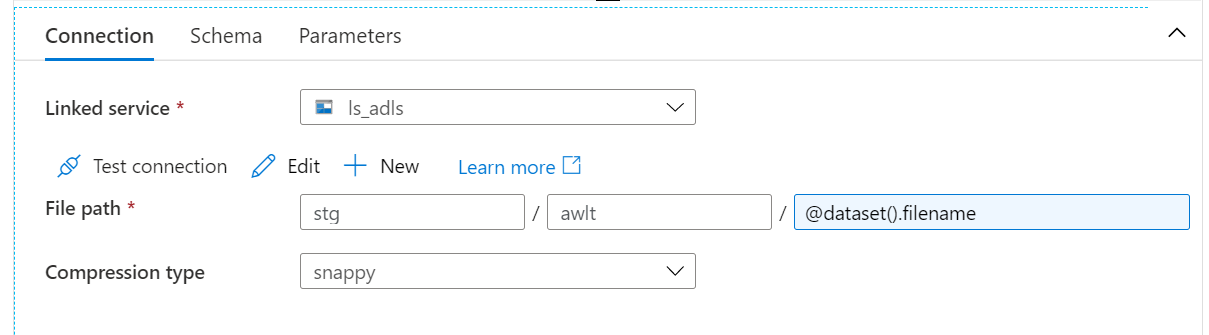 Connection Schema Parameters
Linked service * ls_adls
Test connection Edit New Learn more
File path * stg / awlt / @dataset().filename
Compression type snappy